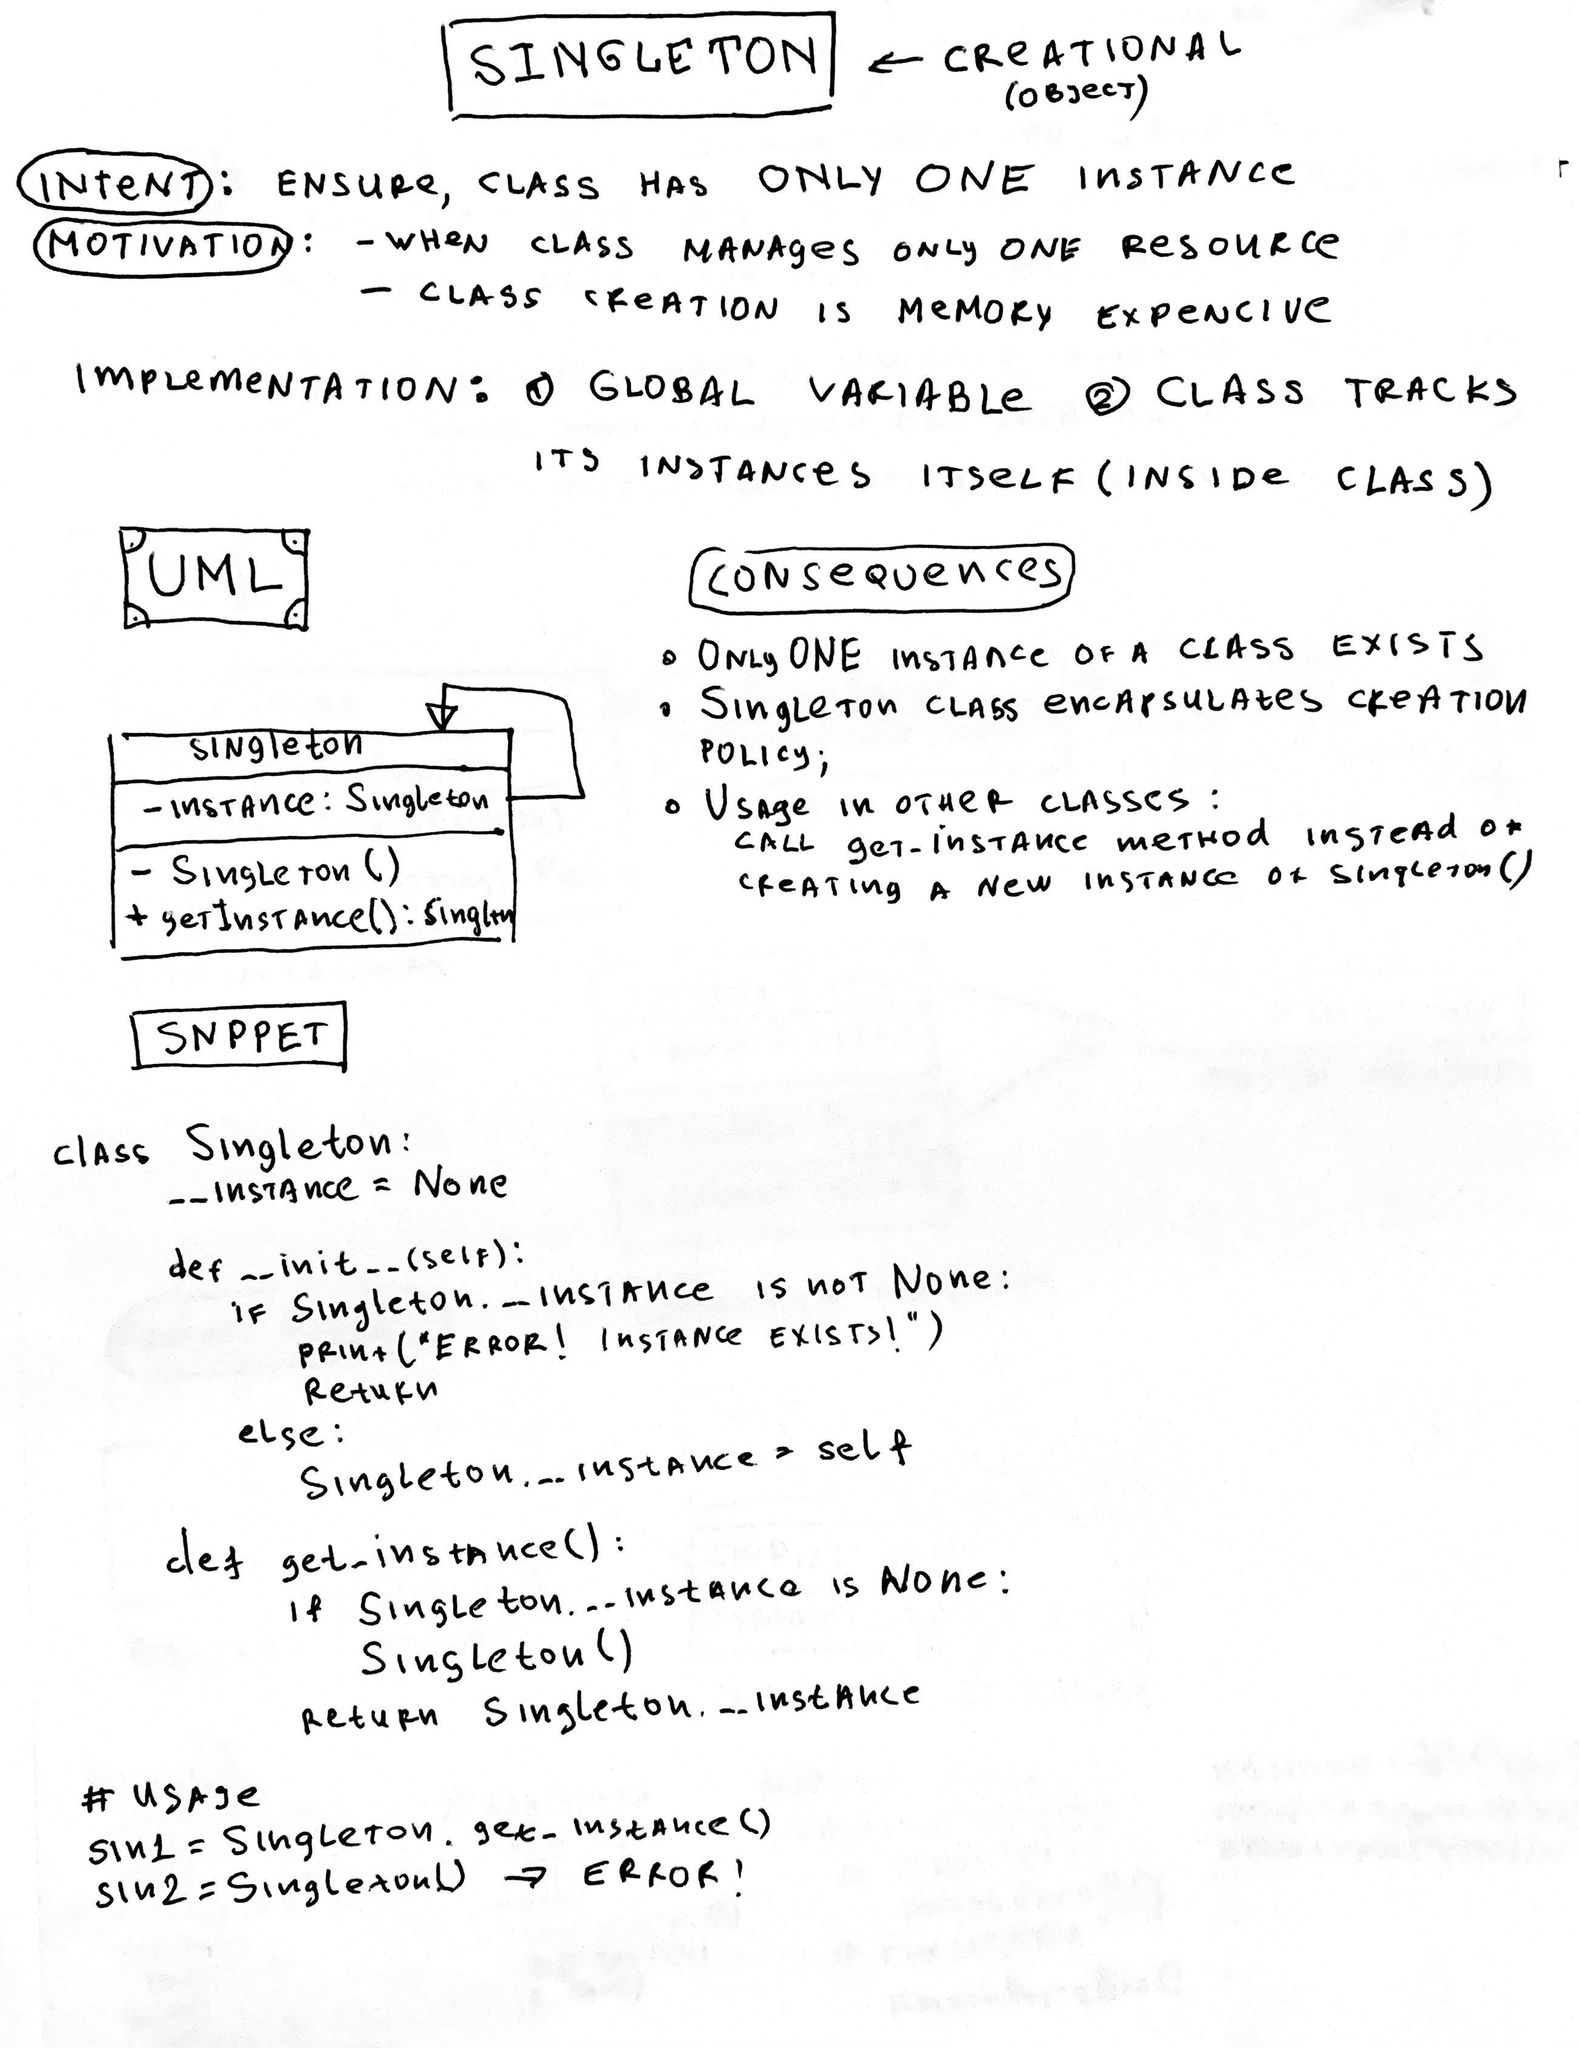 SINGLETON ← CREATIONAL
(OBJECT)
INTENT: ENSURE, CLASS HAS ONLY ONE INSTANCE
MOTIVATION: - WHEN CLASS MANAGES ONLY ONE RESOURCE
- CLASS CREATION IS MEMORY EXPENCIVE
IMPLEMENTATION: ① GLOBAL VARIABLE ② CLASS TRACKS
ITS INSTANCES ITSELF (INSIDE CLASS)
UML
Singleton
- INSTANCE: Singleton
- Singleton()
+ getInstance(): Singleton
CONSEQUENCES
• ONLY ONE INSTANCE OF A CLASS EXISTS
• Singleton CLASS ENCAPSULATES CREATION
POLICY;
• USAGE IN OTHER CLASSES:
CALL get_instance METHOD INSTEAD OF
CREATING A NEW INSTANCE OF Singleton()
SNPPET
class Singleton:
__instance = None
def __init__(self):
if Singleton.__instance is not None:
print("ERROR! INSTANCE EXISTS!")
Return
else:
Singleton.__instance = self
def get_instance():
if Singleton.__instance is None:
Singleton()
Return Singleton.__instance
# USAGE
sin1 = Singleton.get_instance()
sin2 = Singleton() → ERROR!